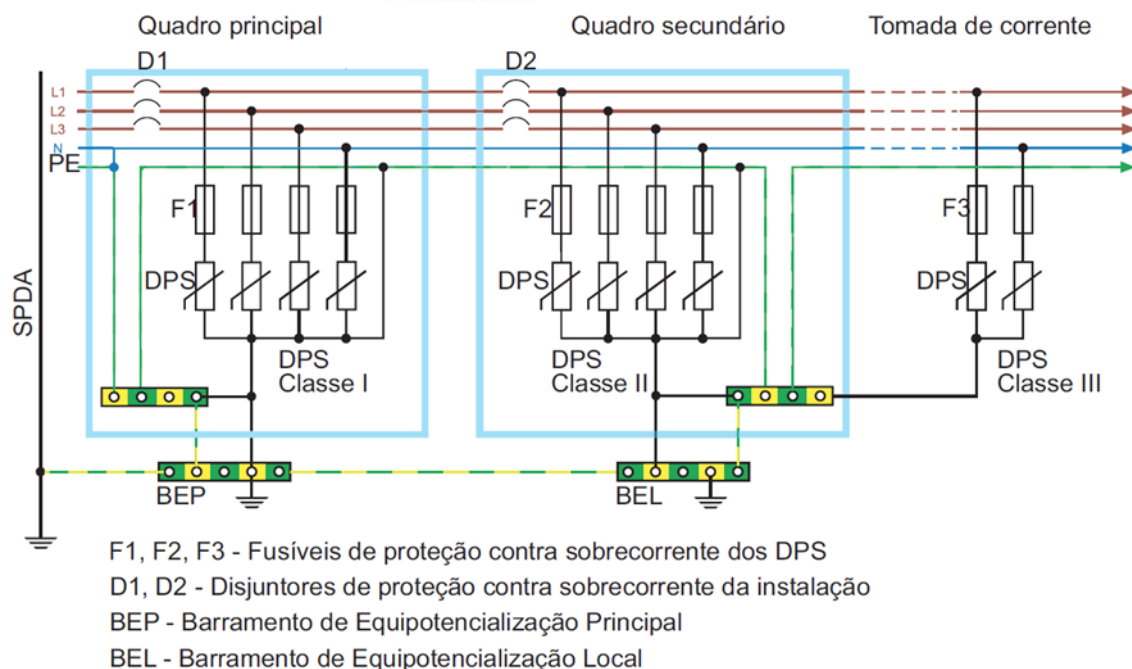 Quadro principal
Quadro secundário
Tomada de corrente
D1
D2
L1
L2
L3
N
PE
F1
F2
F3
DPS
DPS
DPS
SPDA
DPS
Classe I
DPS
Classe II
DPS
Classe III
BEP
BEL
F1, F2, F3 - Fusíveis de proteção contra sobrecorrente dos DPS
D1, D2 - Disjuntores de proteção contra sobrecorrente da instalação
BEP - Barramento de Equipotencialização Principal
BEL - Barramento de Equipotencialização Local